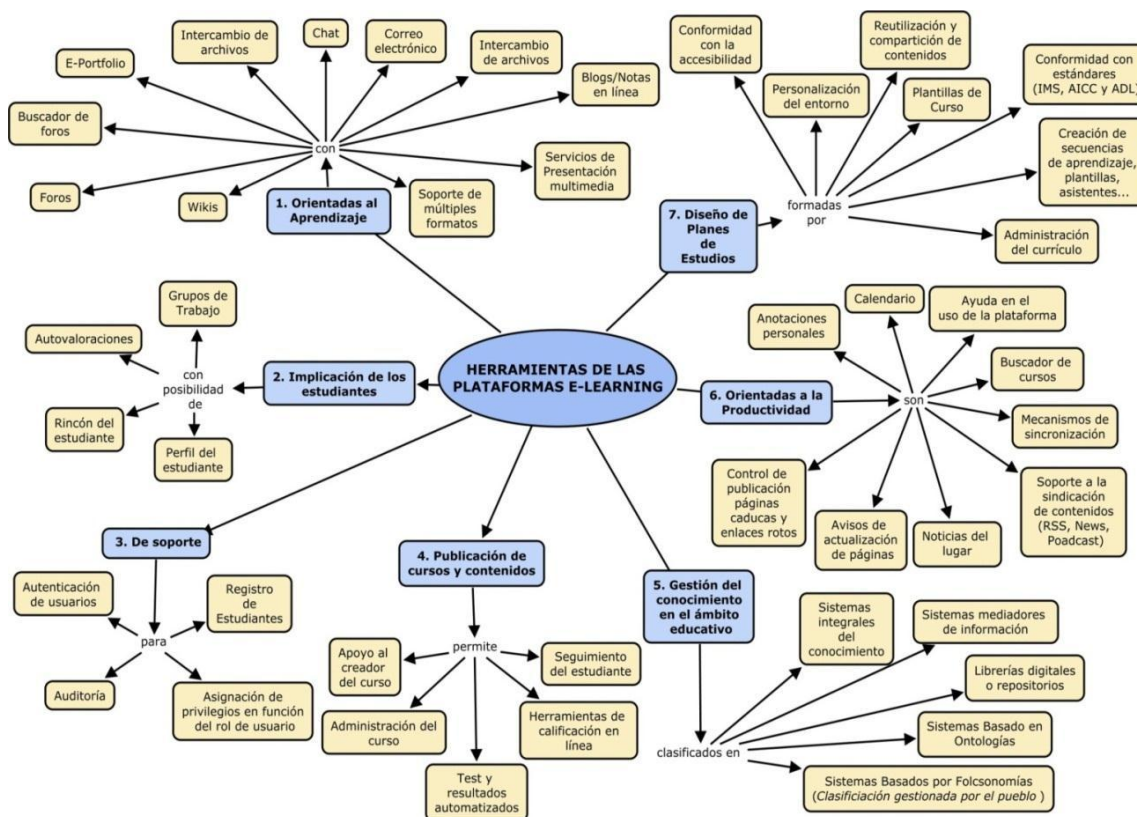 HERRAMIENTAS DE LAS
PLATAFORMAS E-LEARNING
1. Orientadas al
Aprendizaje
con
Foros
Buscador de
foros
E-Portfolio
Intercambio de
archivos
Chat
Correo
electrónico
Intercambio
de archivos
Blogs/Notas
en línea
Servicios de
Presentación
multimedia
Soporte de
múltiples
formatos
Wikis
2. Implicación de los
estudiantes
con
posibilidad
de
Grupos de
Trabajo
Autovaloraciones
Rincón del
estudiante
Perfil del
estudiante
3. De soporte
para
Autenticación
de usuarios
Registro
de
Estudiantes
Auditoría
Asignación de
privilegios en función
del rol de usuario
4. Publicación de
cursos y contenidos
permite
Apoyo al
creador
del curso
Administración del
curso
Test y
resultados
automatizados
Herramientas de
calificación en
línea
Seguimiento
del estudiante
5. Gestión del
conocimiento
en el ámbito
educativo
clasificados en
Sistemas
integrales
del
conocimiento
Sistemas mediadores
de información
Librerías digitales
o repositorios
Sistemas Basado en
Ontologías
Sistemas Basados por Folcsonomías
(Clasificiación gestionada por el pueblo )
6. Orientadas a la
Productividad
son
Anotaciones
personales
Calendario
Ayuda en el
uso de la plataforma
Buscador de
cursos
Mecanismos de
sincronización
Soporte a la
sindicación
de contenidos
(RSS, News,
Poadcast)
Noticias del
lugar
Avisos de
actualización
de páginas
Control de
publicación
páginas
caducas y
enlaces rotos
7. Diseño de
Planes
de
Estudios
formadas
por
Conformidad
con la
accesibilidad
Personalización
del entorno
Reutilización y
compartición de
contenidos
Plantillas de
Curso
Conformidad con
estándares
(IMS, AICC y ADL)
Creación de
secuencias
de aprendizaje,
plantillas,
asistentes...
Administración
del currículo